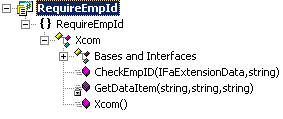 RequireEmpId
{} RequireEmpId
Xcom
Bases and Interfaces
CheckEmpID(IFaExtensionData,string)
GetDataItem(string,string,string)
Xcom()